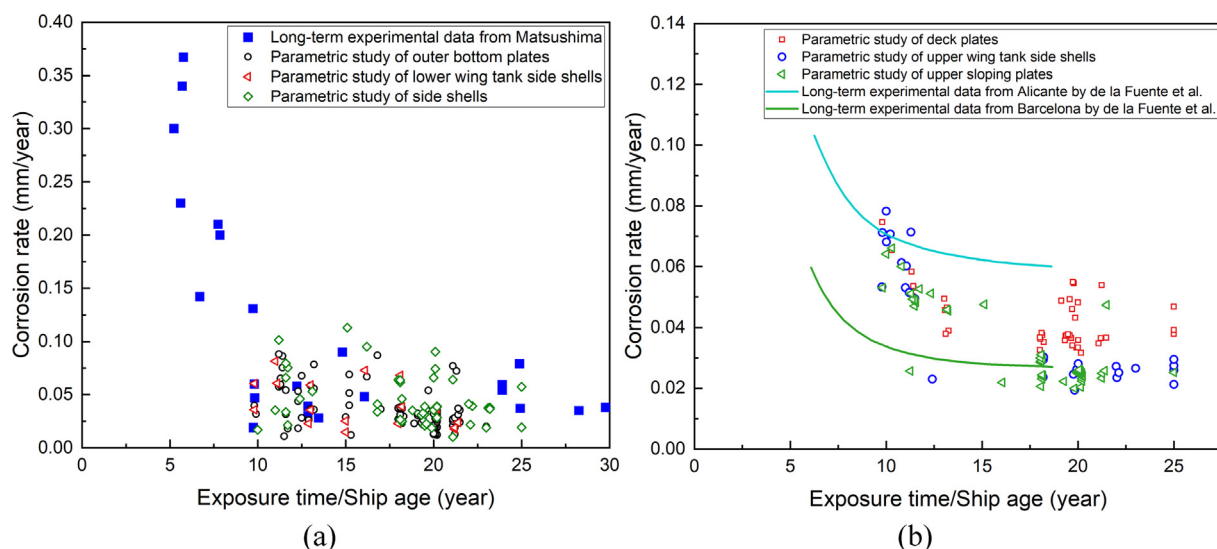 0.40
0.35
0.30
0.25
0.20
0.15
0.10
0.05
0.00
Corrosion rate (mm/year)
Long-term experimental data from Matsushima
Parametric study of outer bottom plates
Parametric study of lower wing tank side shells
Parametric study of side shells
0 5 10 15 20 25 30
Exposure time/Ship age (year)
(a)
0.14
0.12
0.10
0.08
0.06
0.04
0.02
0.00
Corrosion rate (mm/year)
Parametric study of deck plates
Parametric study of upper wing tank side shells
Parametric study of upper sloping plates
Long-term experimental data from Alicante by de la Fuente et al.
Long-term experimental data from Barcelona by de la Fuente et al.
0 5 10 15 20 25
Exposure time/Ship age (year)
(b)